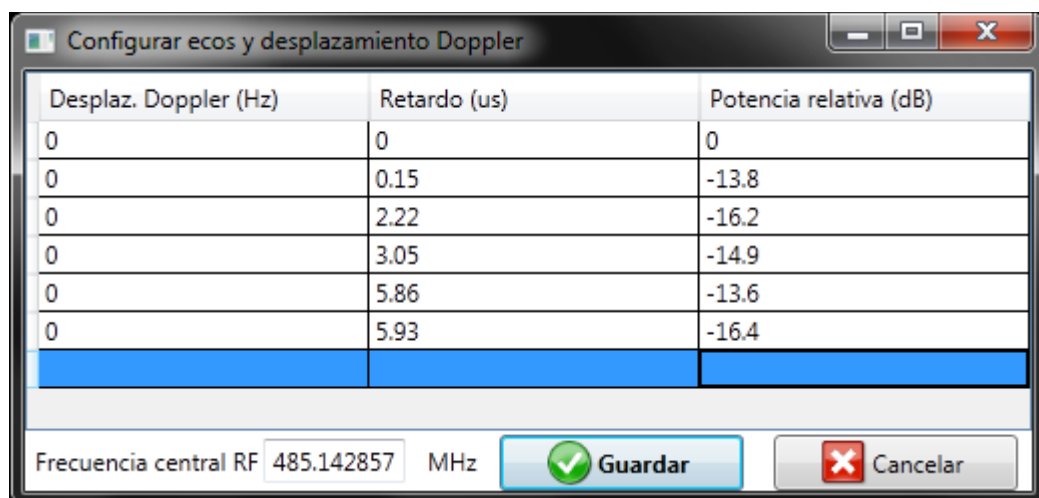 Configurar ecos y desplazamiento Doppler
Desplaz. Doppler (Hz) Retardo (us) Potencia relativa (dB)
0 0 0
0 0.15 -13.8
0 2.22 -16.2
0 3.05 -14.9
0 5.86 -13.6
0 5.93 -16.4
Frecuencia central RF 485.142857 MHz Guardar Cancelar